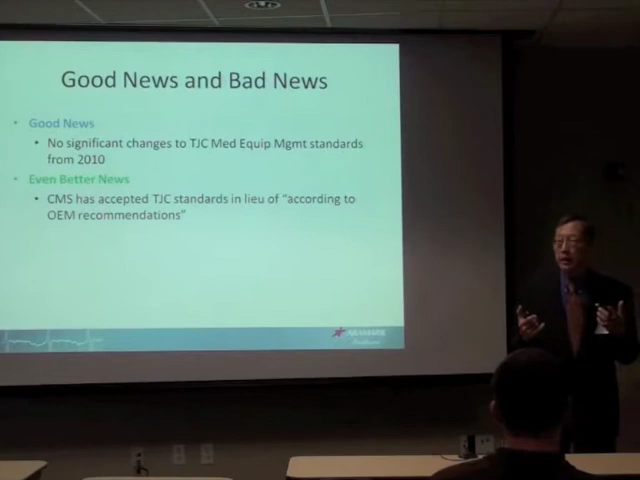 Good News and Bad News
• Good News
• No significant changes to TJC Med Equip Mgmt standards
from 2010
• Even Better News
• CMS has accepted TJC standards in lieu of "according to
OEM recommendations"
ARAMARK